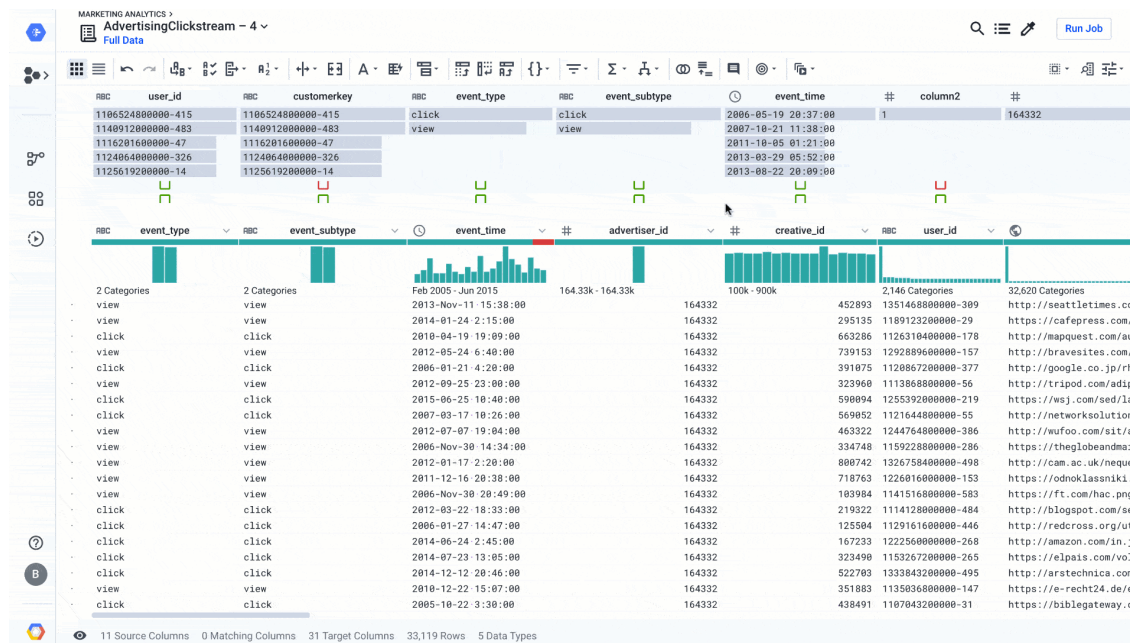 MARKETING ANALYTICS >
AdvertisingClickstream – 4
Full Data
Run Job
ABC user_id ABC customerkey ABC event_type ABC event_subtype event_time # column2 #
1106524800000-415 1106524800000-415 click click 2006-05-19 20:37:00 1 164332
1140912000000-483 1140912000000-483 view view 2007-10-21 11:38:00
1116201600000-47 1116201600000-47 2011-10-05 01:21:00
1124064000000-326 1124064000000-326 2013-03-29 05:52:00
1125619200000-14 1125619200000-14 2013-08-22 20:09:00
ABC event_type ABC event_subtype event_time # advertiser_id # creative_id ABC user_id
2 Categories 2 Categories Feb 2005 - Jun 2015 164.33k - 164.33k 100k - 900k 2,146 Categories 32,620 Categories
view view 2013-Nov-11·15:38:00 164332 452893 1351468800000-309 http://seattletimes.co
view view 2014-01-24·2:15:00 164332 295135 1189123200000-29 https://cafepress.com/
click click 2010-04-19·19:09:00 164332 663286 1126310400000-178 http://mapquest.com/au
view view 2012-05-24·6:40:00 164332 739153 1292889600000-157 http://bravesites.com/
click click 2006-01-21·4:20:00 164332 391075 1120867200000-377 http://google.co.jp/rh
view view 2012-09-25·23:00:00 164332 323960 1113868800000-56 http://tripod.com/adip
click click 2015-06-25·10:40:00 164332 590094 1255392000000-219 https://wsj.com/sed/la
click click 2007-03-17·10:26:00 164332 569052 1121644800000-55 http://networksolution
view view 2012-07-07·19:04:00 164332 463322 1244764800000-386 http://wufoo.com/sit/a
view view 2006-Nov-30·14:34:00 164332 334748 1159228800000-286 https://theglobeandmai
view view 2012-01-17·2:20:00 164332 800742 1326758400000-498 http://cam.ac.uk/neque
view view 2011-12-16·20:38:00 164332 718763 1226016000000-153 https://odnoklassniki.
view view 2006-Nov-30·20:49:00 164332 103984 1141516800000-583 https://ft.com/hac.png
click click 2012-03-22·18:33:00 164332 219322 1114128000000-484 http://blogspot.com/se
click click 2006-01-27·14:47:00 164332 125504 1129161600000-446 http://redcross.org/ut
click click 2014-06-24·2:45:00 164332 167233 1222560000000-268 http://amazon.com/in.j
click click 2014-07-23·13:05:00 164332 323490 1153267200000-265 https://elpais.com/vol
click click 2014-12-12·20:46:00 164332 522703 1333843200000-495 http://arstechnica.com
view view 2010-12-22·15:07:00 164332 351883 1135036800000-147 https://e-recht24.de/e
click click 2005-10-22·3:30:00 164332 438491 1107043200000-31 https://biblegateway.c
B
11 Source Columns 0 Matching Columns 31 Target Columns 33,119 Rows 5 Data Types